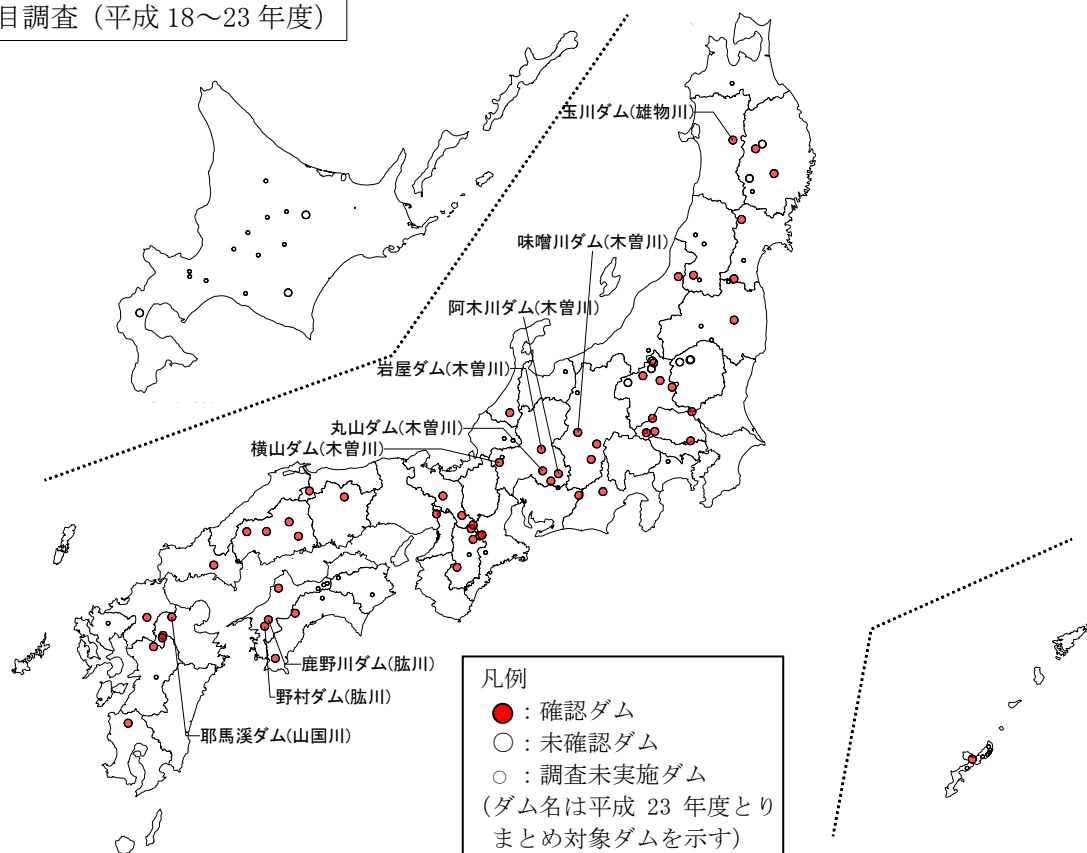 目調査（平成 18～23 年度）
玉川ダム(雄物川)
味噌川ダム(木曽川)
阿木川ダム(木曽川)
岩屋ダム(木曽川)
丸山ダム(木曽川)
横山ダム(木曽川)
鹿野川ダム(肱川)
野村ダム(肱川)
耶馬溪ダム(山国川)
凡例
：確認ダム
：未確認ダム
：調査未実施ダム
(ダム名は平成 23 年度とり
まとめ対象ダムを示す)